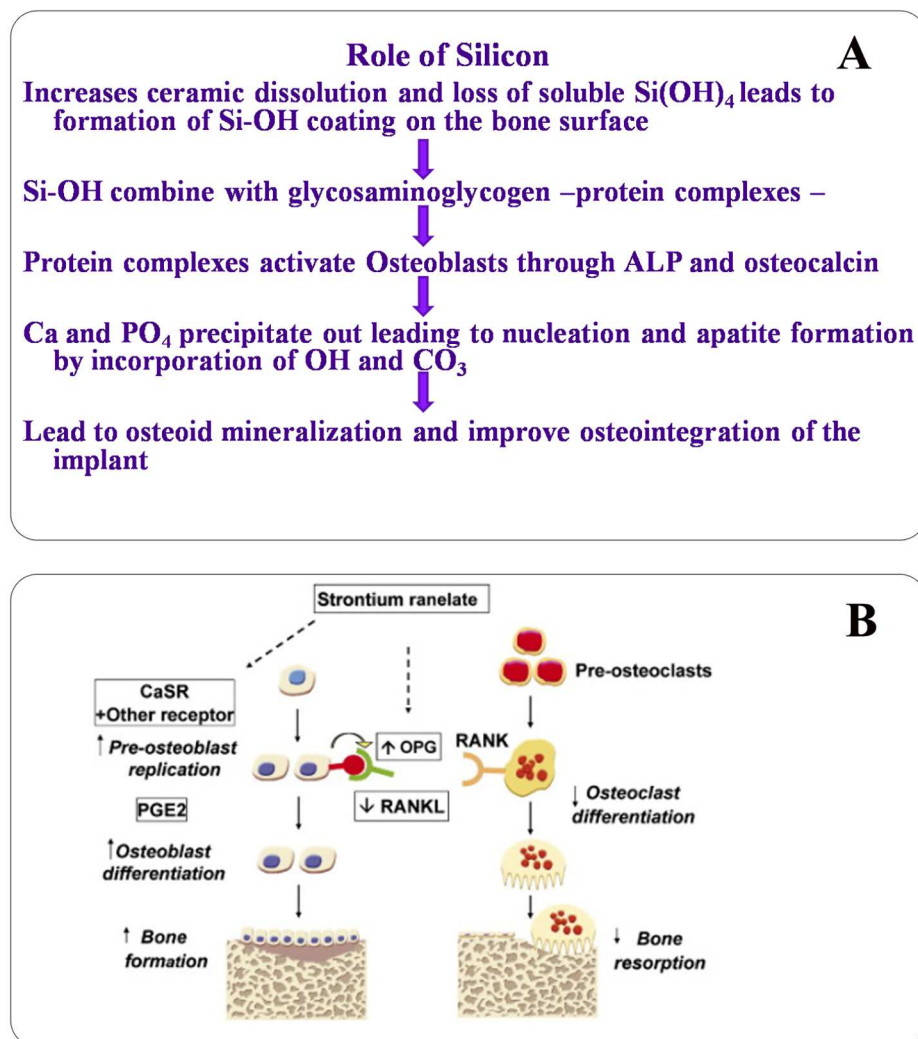 A
Role of Silicon
Increases ceramic dissolution and loss of soluble Si(OH)₄ leads to
formation of Si-OH coating on the bone surface
Si-OH combine with glycosaminoglycogen –protein complexes –
Protein complexes activate Osteoblasts through ALP and osteocalcin
Ca and PO₄ precipitate out leading to nucleation and apatite formation
by incorporation of OH and CO₃
Lead to osteoid mineralization and improve osteointegration of the
implant
B
Strontium ranelate
CaSR
+Other receptor
↑ Pre-osteoblast
replication
PGE2
↑ Osteoblast
differentiation
↑ Bone
formation
↑ OPG
↓ RANKL
RANK
Pre-osteoclasts
↓ Osteoclast
differentiation
↓ Bone
resorption